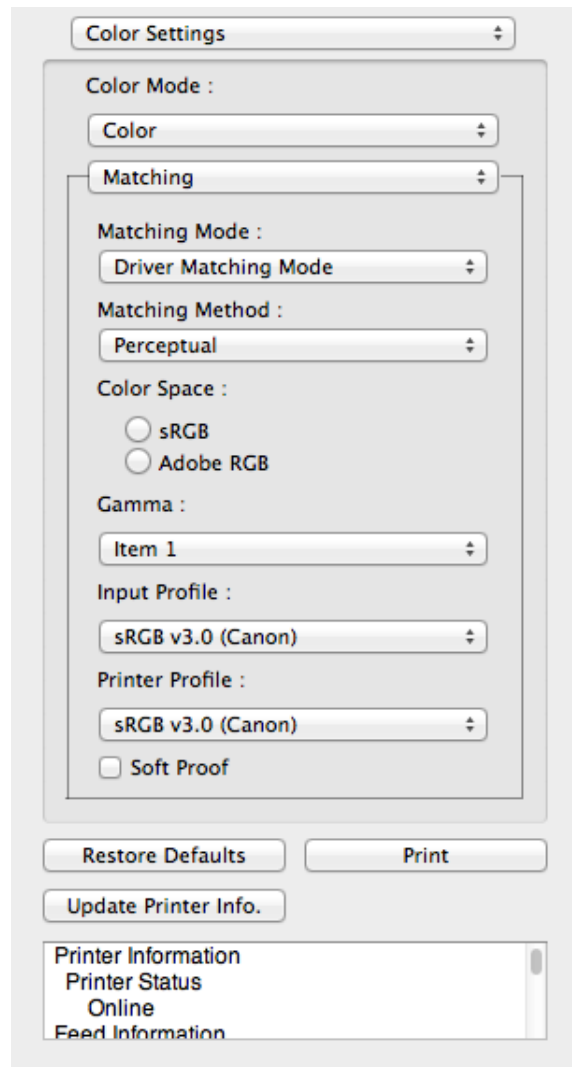 Color Settings
Color Mode :
Color
Matching
Matching Mode :
Driver Matching Mode
Matching Method :
Perceptual
Color Space :
sRGB
Adobe RGB
Gamma :
Item 1
Input Profile :
sRGB v3.0 (Canon)
Printer Profile :
sRGB v3.0 (Canon)
Soft Proof
Restore Defaults Print
Update Printer Info.
Printer Information
Printer Status
Online
Feed Information